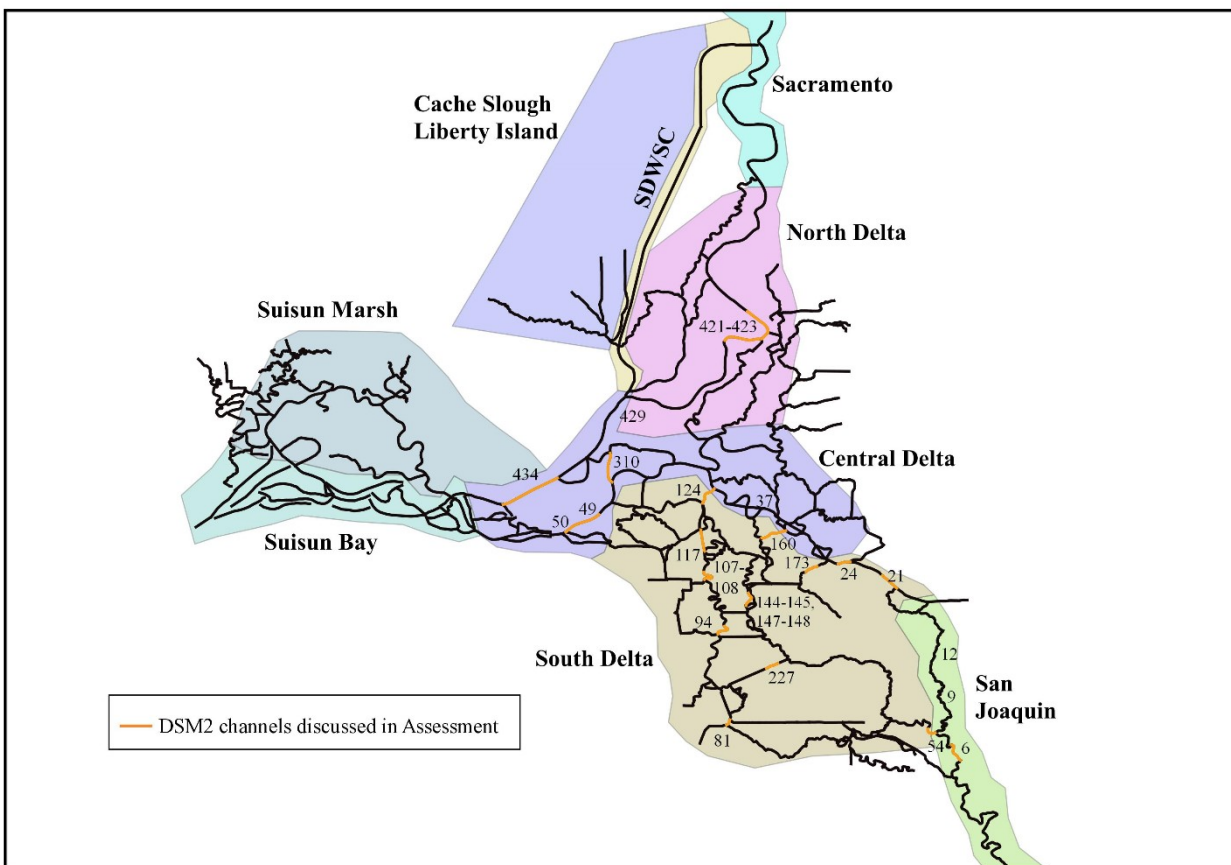 Sacramento
Cache Slough
Liberty Island
SDWSC
North Delta
421-423
Suisun Marsh
429
Central Delta
434
310
124
37
49
50
160
Suisun Bay
117
107-
108
173
24
21
144-145,
147-148
94
South Delta
12
227
9
San
Joaquin
DSM2 channels discussed in Assessment
81
54
6